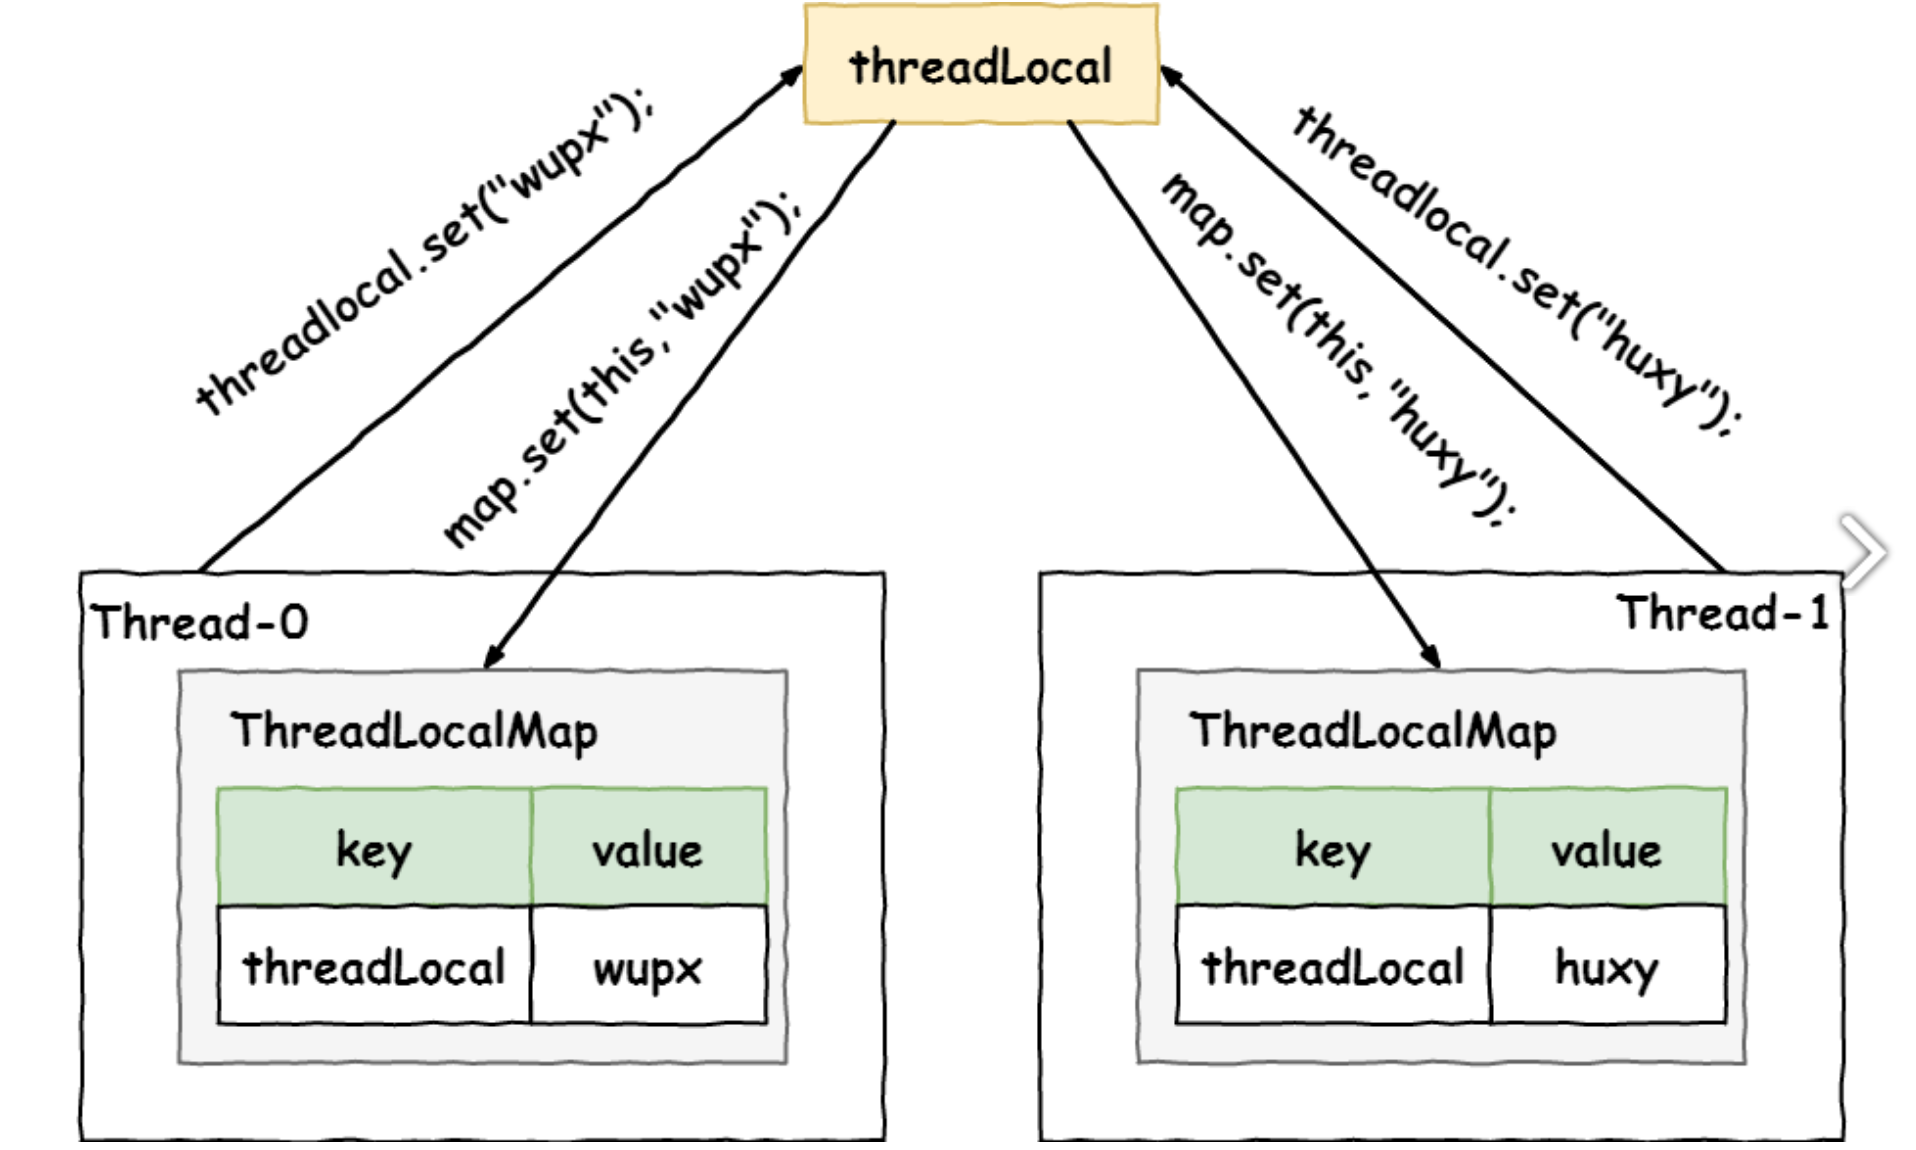 threadLocal
threadlocal.set("wupx");
map.set(this,"wupx");
map.set(this, "huxy");
threadlocal.set("huxy");
Thread-0
ThreadLocalMap
key value
threadLocal wupx
Thread-1
ThreadLocalMap
key value
threadLocal huxy